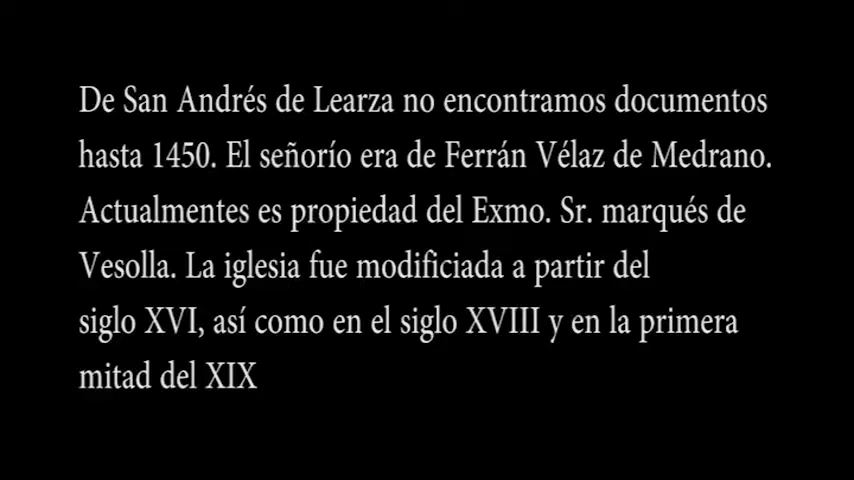 De San Andrés de Learza no encontramos documentos
hasta 1450. El señorío era de Ferrán Vélaz de Medrano.
Actualmentes es propiedad del Exmo. Sr. marqués de
Vesolla. La iglesia fue modificiada a partir del
siglo XVI, así como en el siglo XVIII y en la primera
mitad del XIX